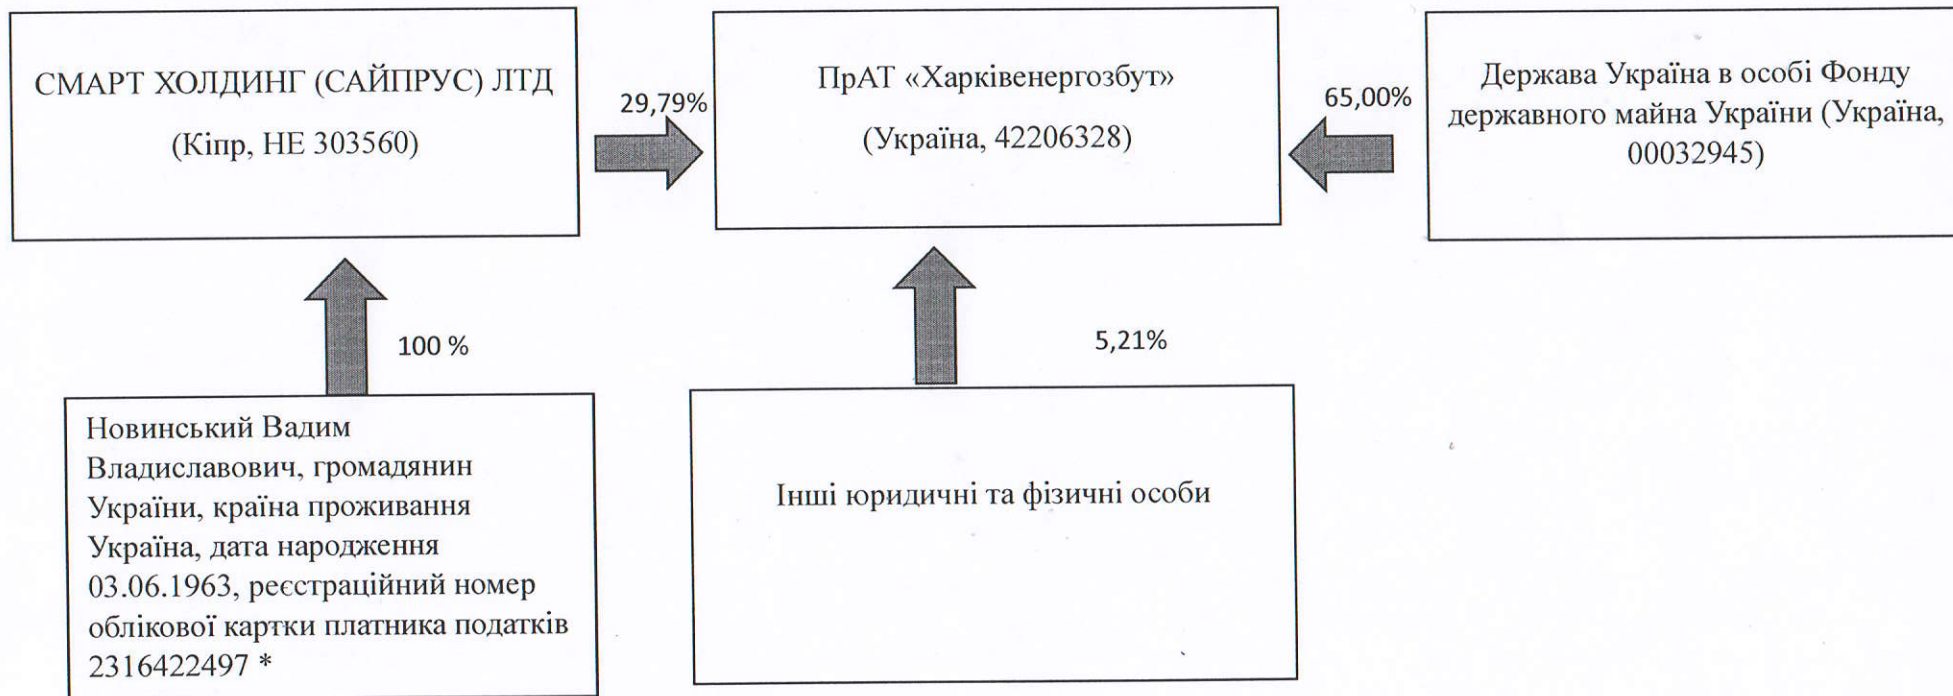 СМАРТ ХОЛДИНГ (САЙПРУС) ЛТД
(Кіпр, НЕ 303560)
29,79%
ПрАТ «Харківенергозбут»
(Україна, 42206328)
65,00%
Держава Україна в особі Фонду
державного майна України (Україна,
00032945)
100 %
5,21%
Новинський Вадим
Владиславович, громадянин
України, країна проживання
Україна, дата народження
03.06.1963, реєстраційний номер
облікової картки платника податків
2316422497 *
Інші юридичні та фізичні особи